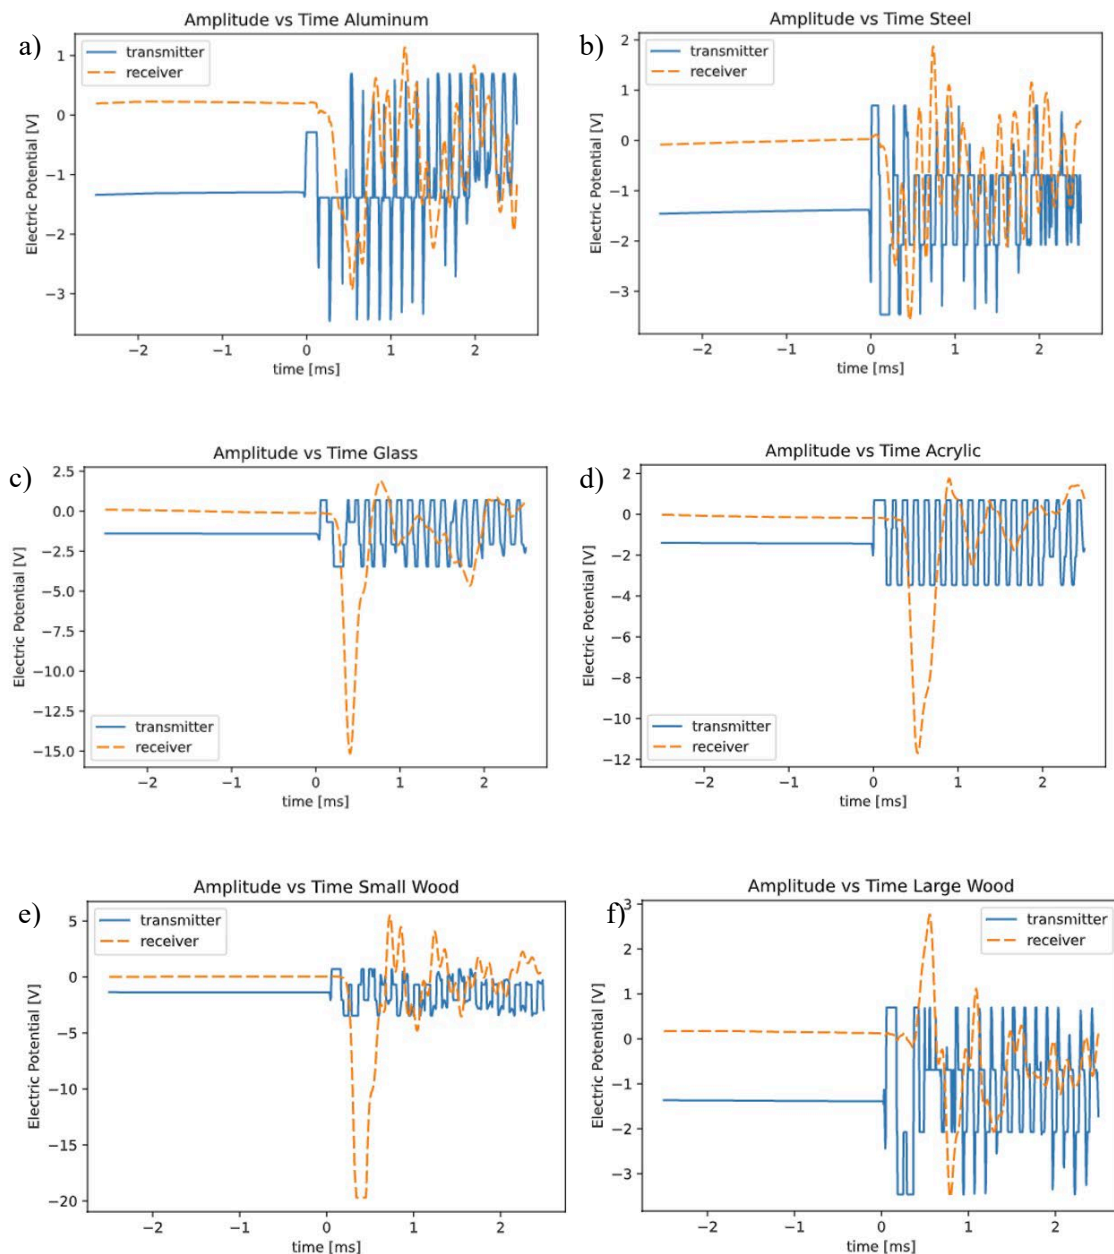 a)
Amplitude vs Time Aluminum
transmitter
receiver
Electric Potential [V]
1
0
−1
−2
−3
−2
−1
0
1
2
time [ms]
b)
Amplitude vs Time Steel
transmitter
receiver
Electric Potential [V]
2
1
0
−1
−2
−3
−2
−1
0
1
2
time [ms]
c)
Amplitude vs Time Glass
transmitter
receiver
Electric Potential [V]
2.5
0.0
−2.5
−5.0
−7.5
−10.0
−12.5
−15.0
−2
−1
0
1
2
time [ms]
d)
Amplitude vs Time Acrylic
transmitter
receiver
Electric Potential [V]
2
0
−2
−4
−6
−8
−10
−12
−2
−1
0
1
2
time [ms]
e)
Amplitude vs Time Small Wood
transmitter
receiver
Electric Potential [V]
5
0
−5
−10
−15
−20
−2
−1
0
1
2
time [ms]
f)
Amplitude vs Time Large Wood
transmitter
receiver
Electric Potential [V]
3
2
1
0
−1
−2
−3
−2
−1
0
1
2
time [ms]